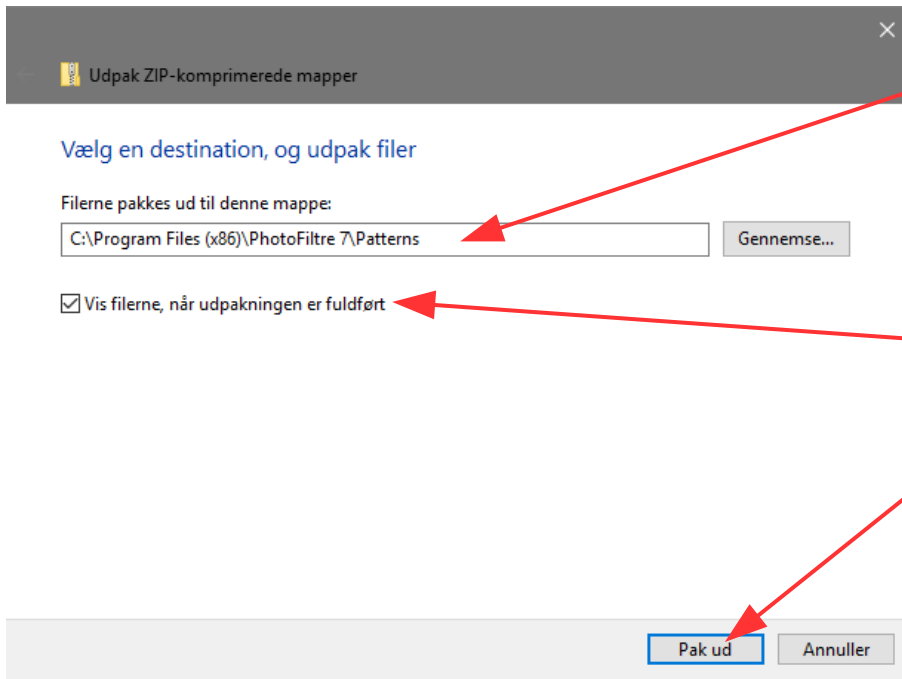 Udpak ZIP-komprimerede mapper
Vælg en destination, og udpak filer
Filerne pakkes ud til denne mappe:
C:\Program Files (x86)\PhotoFiltre 7\Patterns
Gennemse...
Vis filerne, når udpakningen er fuldført
Pak ud
Annuller